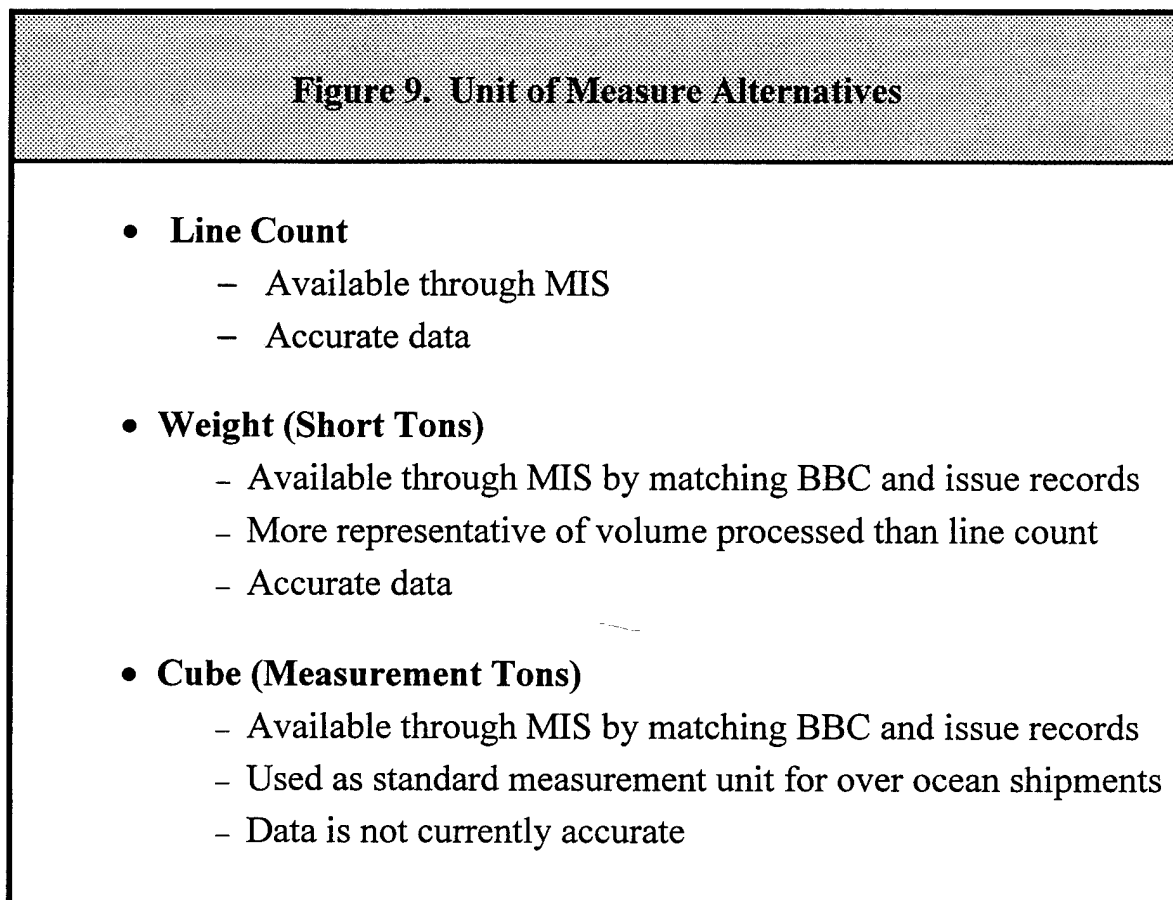 Figure 9. Unit of Measure Alternatives
• Line Count
– Available through MIS
– Accurate data
• Weight (Short Tons)
– Available through MIS by matching BBC and issue records
– More representative of volume processed than line count
– Accurate data
• Cube (Measurement Tons)
– Available through MIS by matching BBC and issue records
– Used as standard measurement unit for over ocean shipments
– Data is not currently accurate